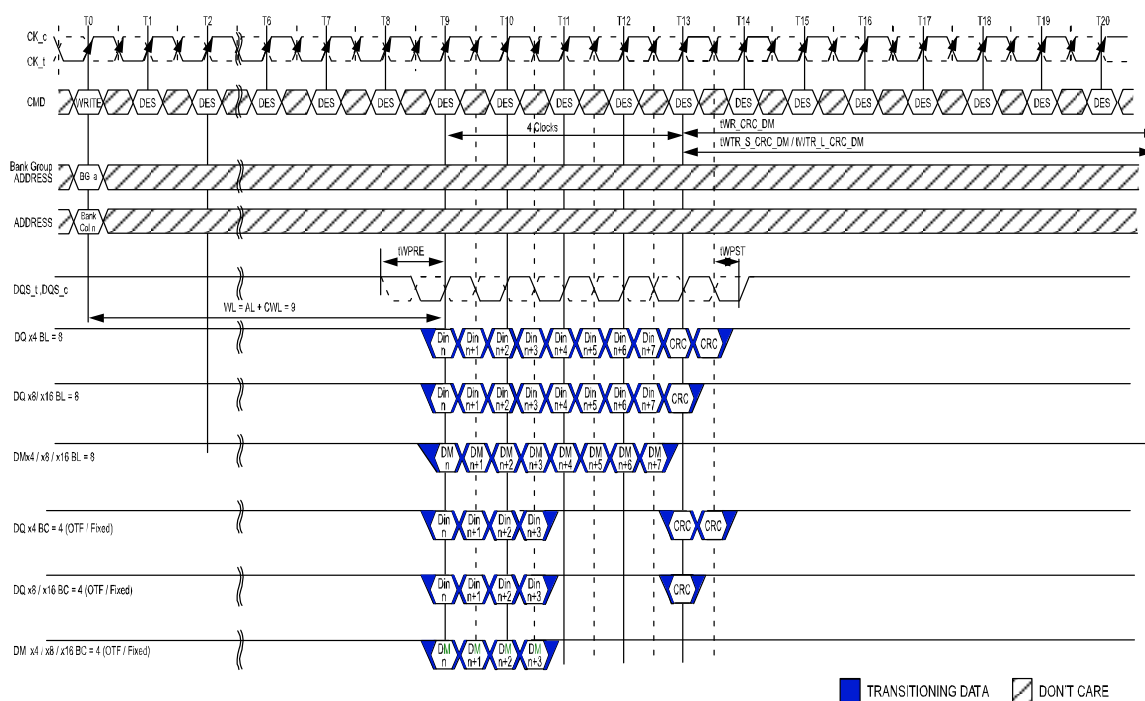 T0 T1 T2 T6 T7 T8 T9 T10 T11 T12 T13 T14 T15 T16 T17 T18 T19 T20
CK_c
CK_t
CMD WRITE DES DES DES DES DES DES DES DES DES DES DES DES DES DES DES DES DES
4 Clocks
tWR_CRC_DM
tWTR_S_CRC_DM / tWTR_L_CRC_DM
Bank Group
ADDRESS
BG a
ADDRESS
Bank
Col n
tWPRE
tWPST
DQS_t ,DQS_c
WL = AL + CWL = 9
DQ x4 BL = 8
Din n Din n+1 Din n+2 Din n+3 Din n+4 Din n+5 Din n+6 Din n+7 CRC CRC
DQ x8/ x16 BL = 8
Din n Din n+1 Din n+2 Din n+3 Din n+4 Din n+5 Din n+6 Din n+7 CRC
DMx4 / x8 / x16 BL = 8
DM n DM n+1 DM n+2 DM n+3 DM n+4 DM n+5 DM n+6 DM n+7
DQ x4 BC = 4 (OTF / Fixed)
Din n Din n+1 Din n+2 Din n+3 CRC CRC
DQ x8 / x16 BC = 4 (OTF / Fixed)
Din n Din n+1 Din n+2 Din n+3 CRC
DM x4 / x8 / x16 BC = 4 (OTF / Fixed)
DM n DM n+1 DM n+2 DM n+3
TRANSITIONING DATA
DON'T CARE